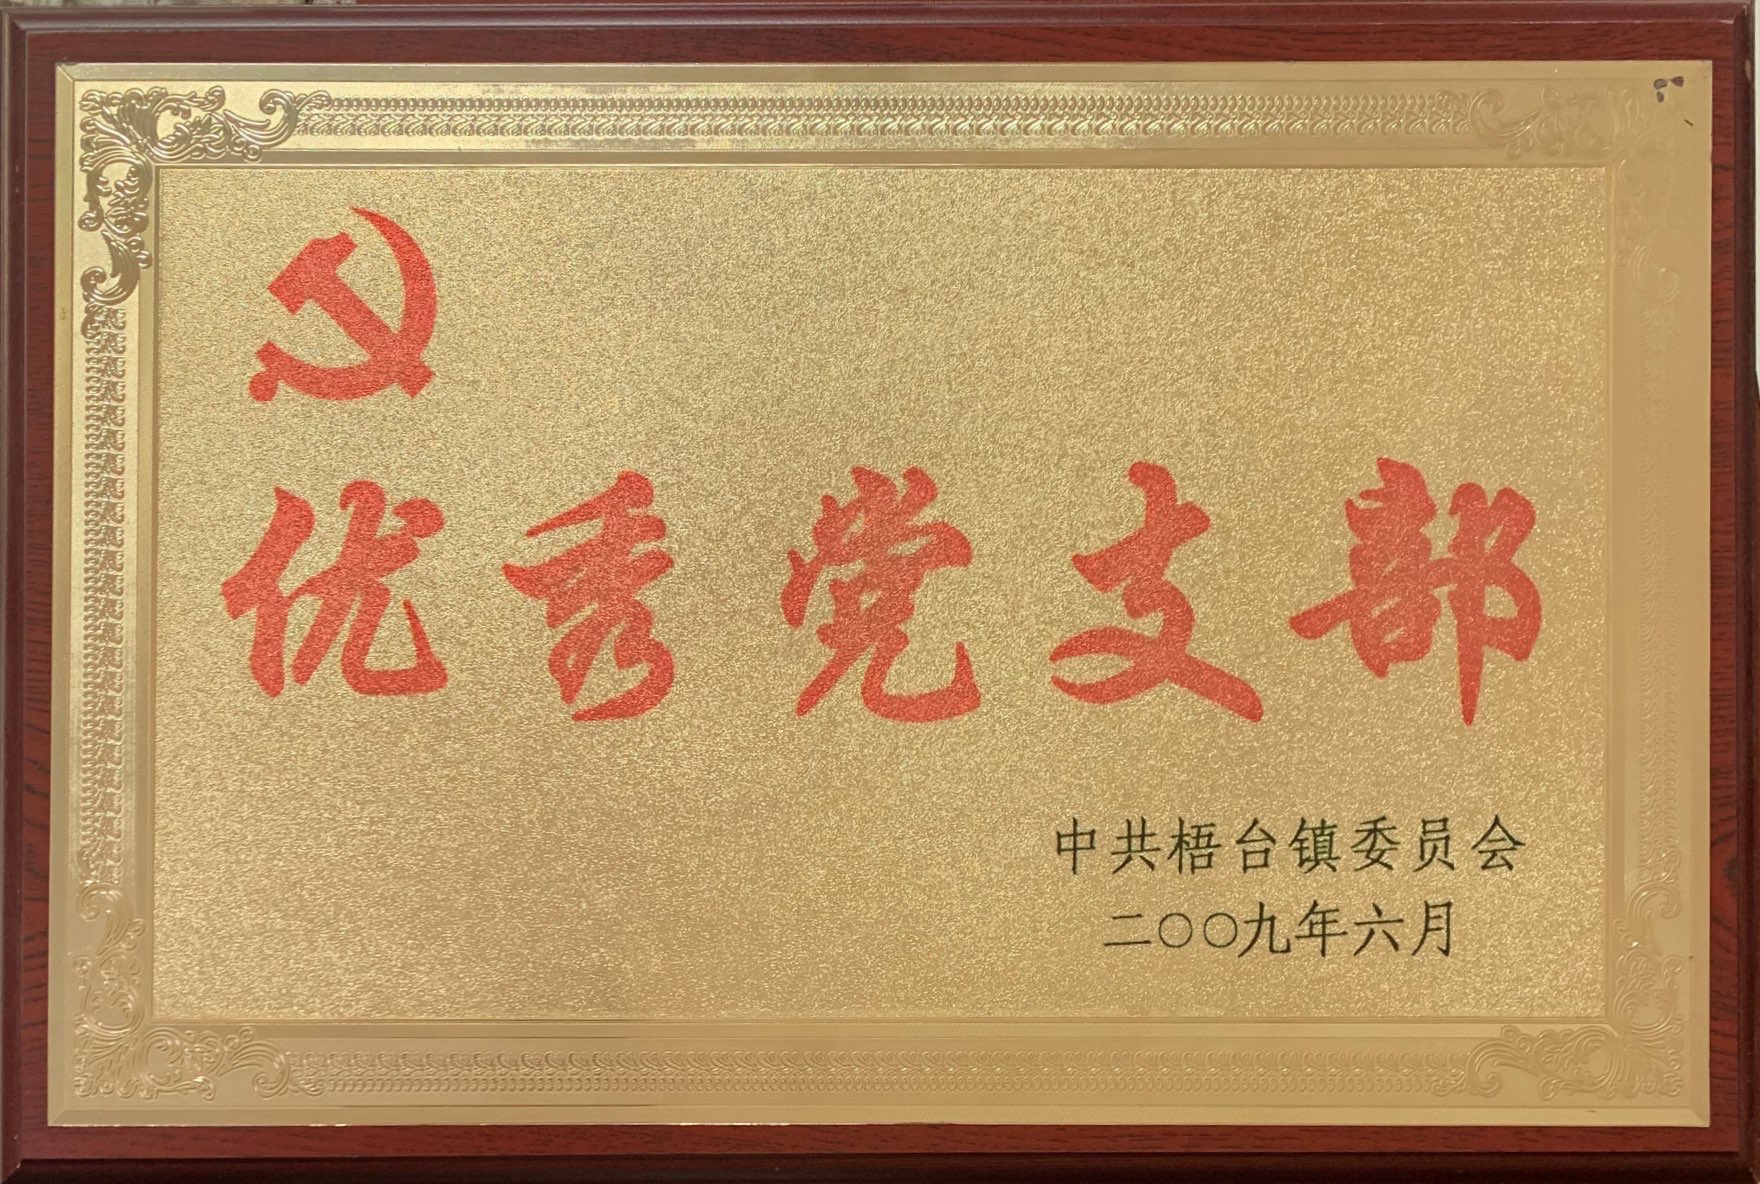 优秀党支部
中共梧台镇委员会
二〇〇九年六月